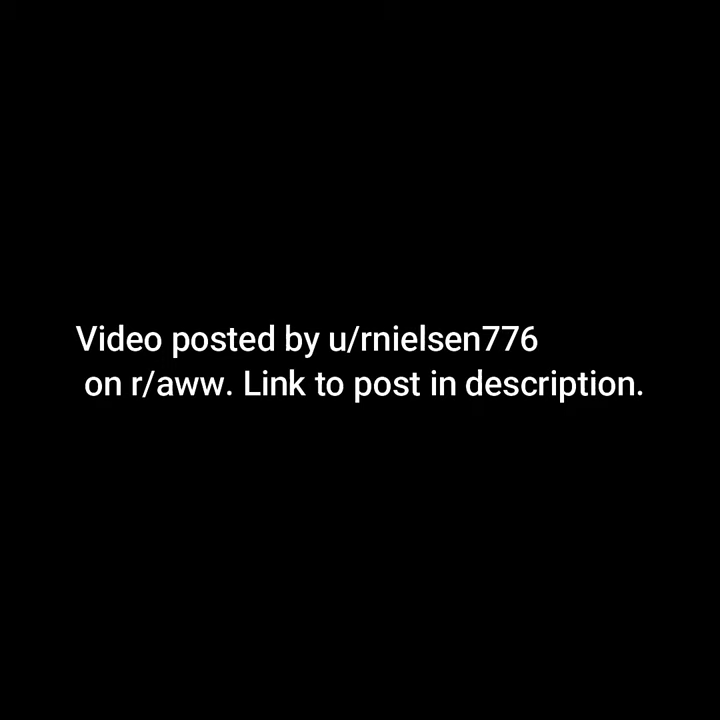 Video posted by u/rnielsen776
on r/aww. Link to post in description.